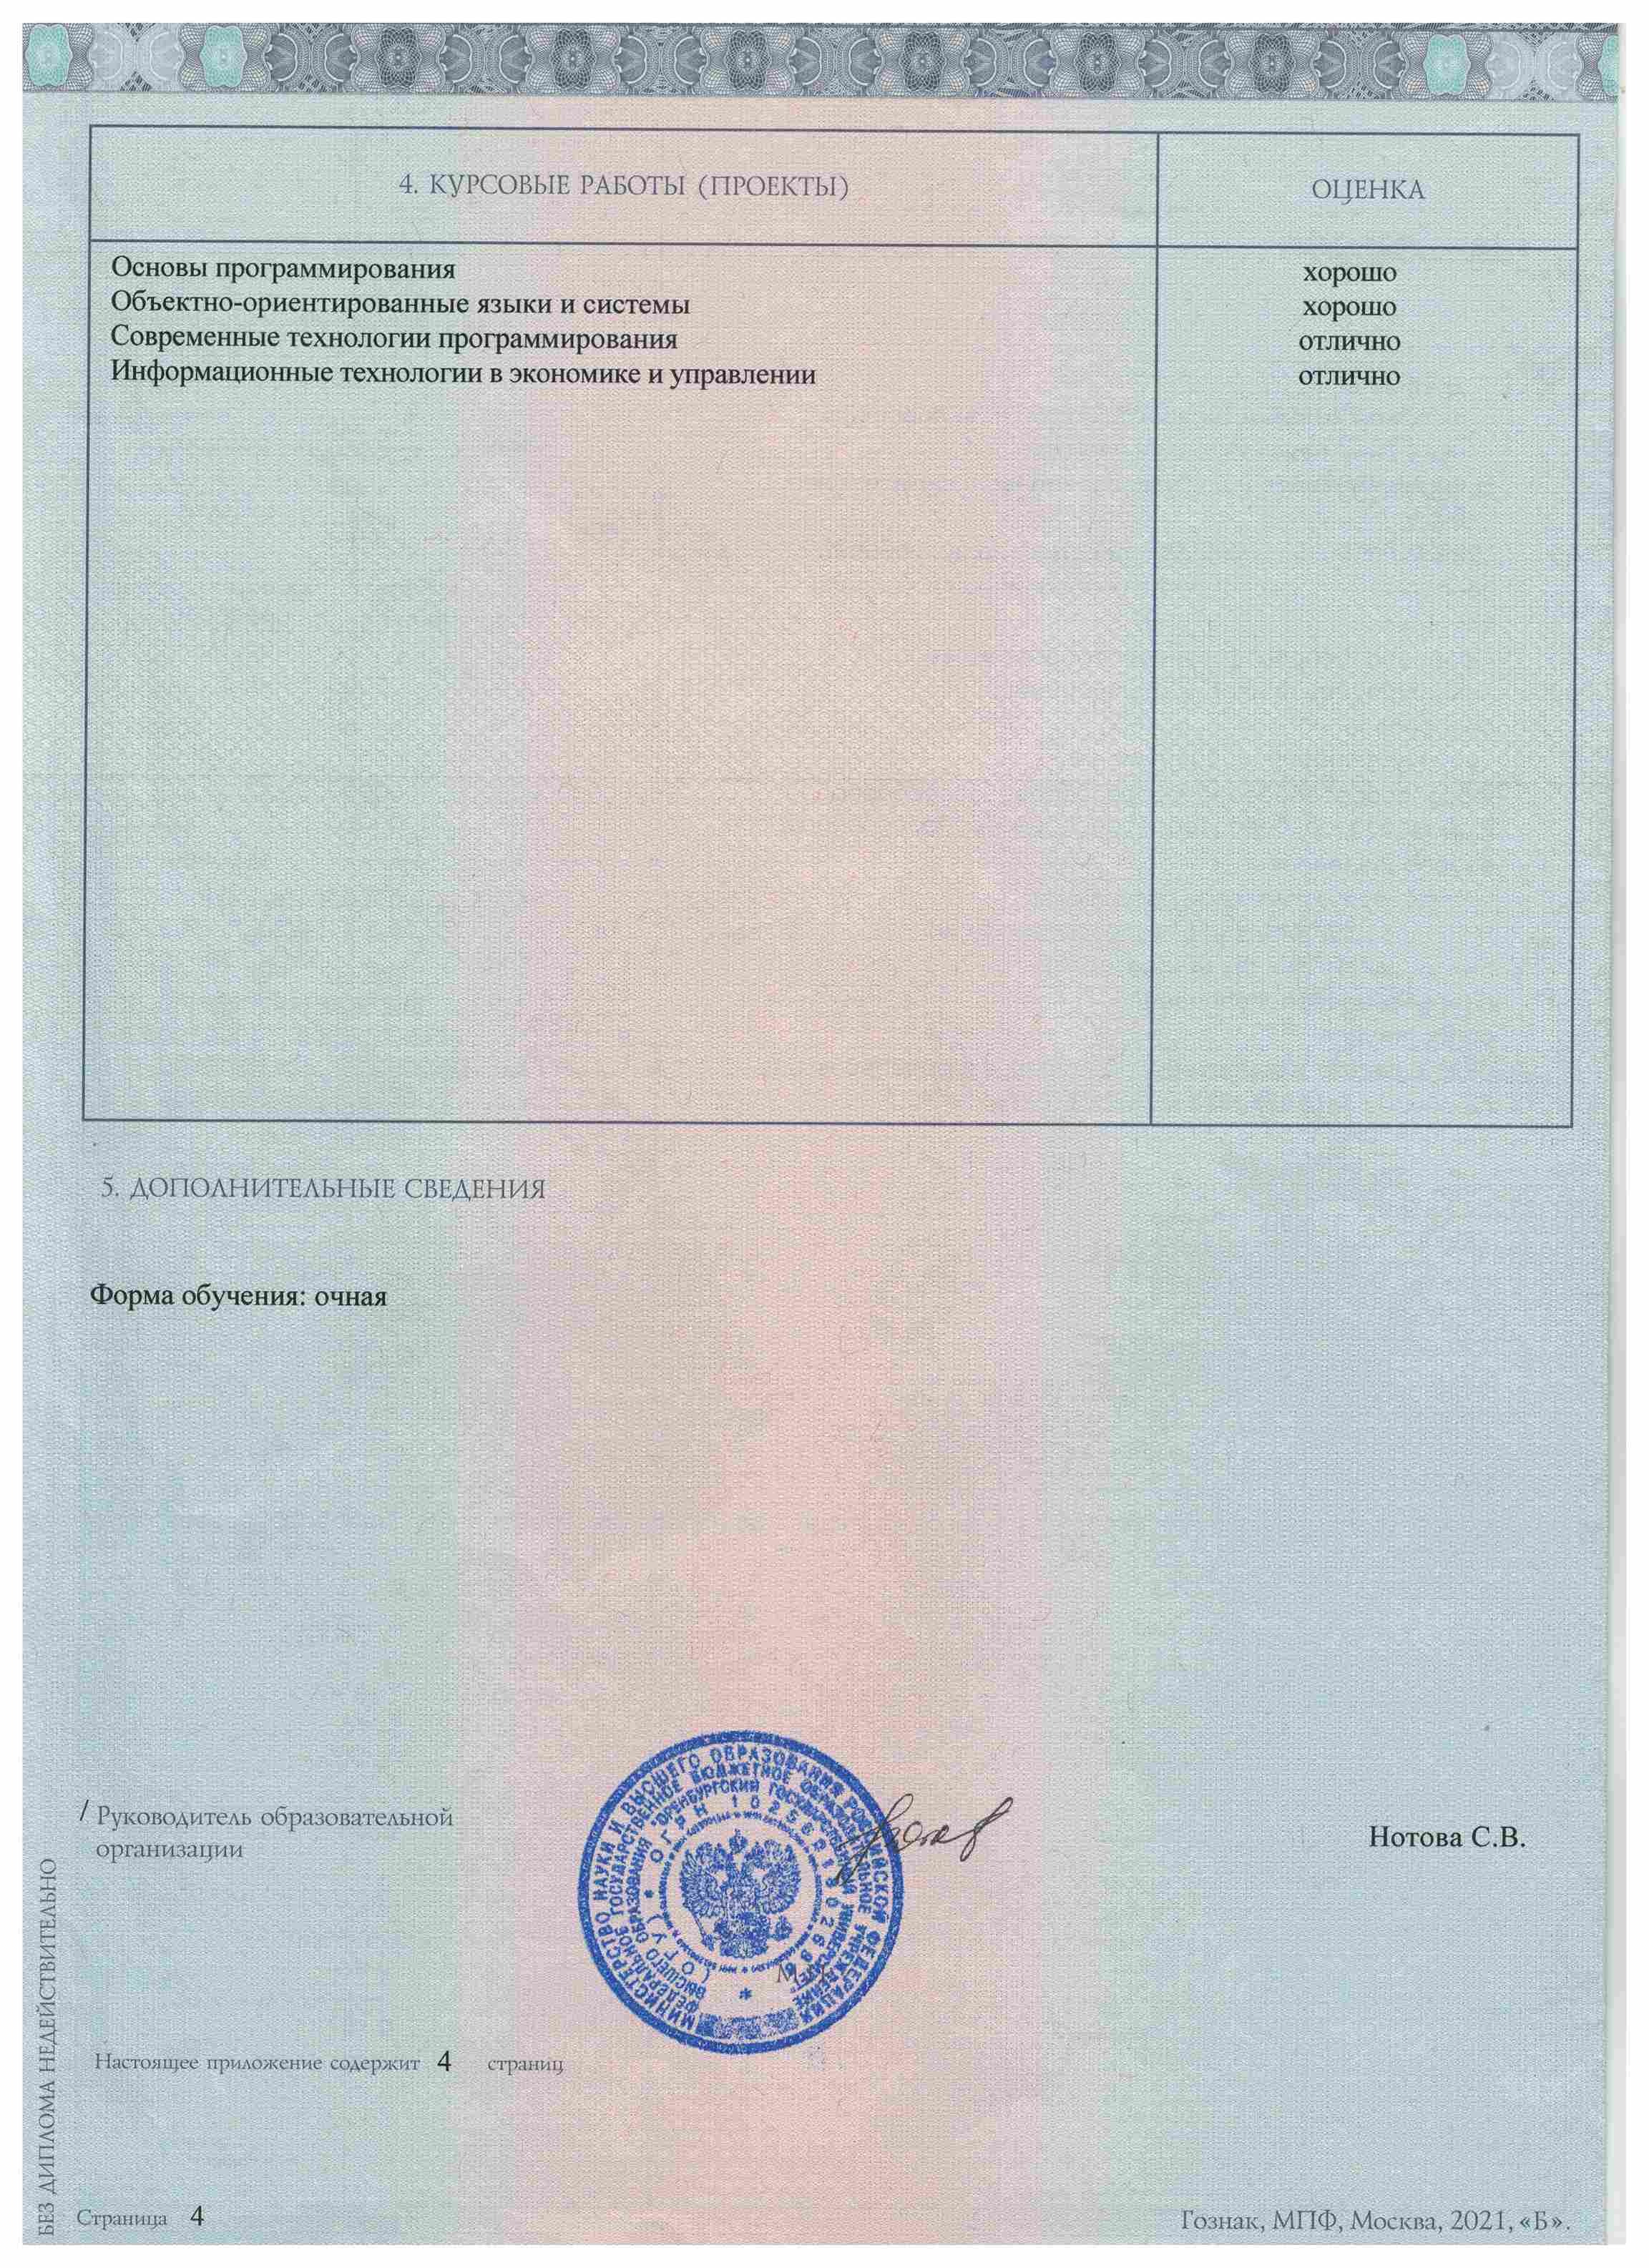 4. КУРСОВЫЕ РАБОТЫ (ПРОЕКТЫ) ОЦЕНКА
Основы программирования хорошо
Объектно-ориентированные языки и системы хорошо
Современные технологии программирования отлично
Информационные технологии в экономике и управлении отлично
5. ДОПОЛНИТЕЛЬНЫЕ СВЕДЕНИЯ
Форма обучения: очная
МИНИСТЕРСТВО НАУКИ И ВЫСШЕГО ОБРАЗОВАНИЯ РОССИЙСКОЙ ФЕДЕРАЦИИ
ФЕДЕРАЛЬНОЕ ГОСУДАРСТВЕННОЕ БЮДЖЕТНОЕ ОБРАЗОВАТЕЛЬНОЕ УЧРЕЖДЕНИЕ
ВЫСШЕГО ОБРАЗОВАНИЯ "ОРЕНБУРГСКИЙ ГОСУДАРСТВЕННЫЙ УНИВЕРСИТЕТ"
(ОГУ) * ОГРН
/ Руководитель образовательной
организации
Нотова С.В.
Настоящее приложение содержит 4 страниц
БЕЗ ДИПЛОМА НЕДЕЙСТВИТЕЛЬНО
Страница 4
Гознак, МПФ, Москва, 2021, «Б».